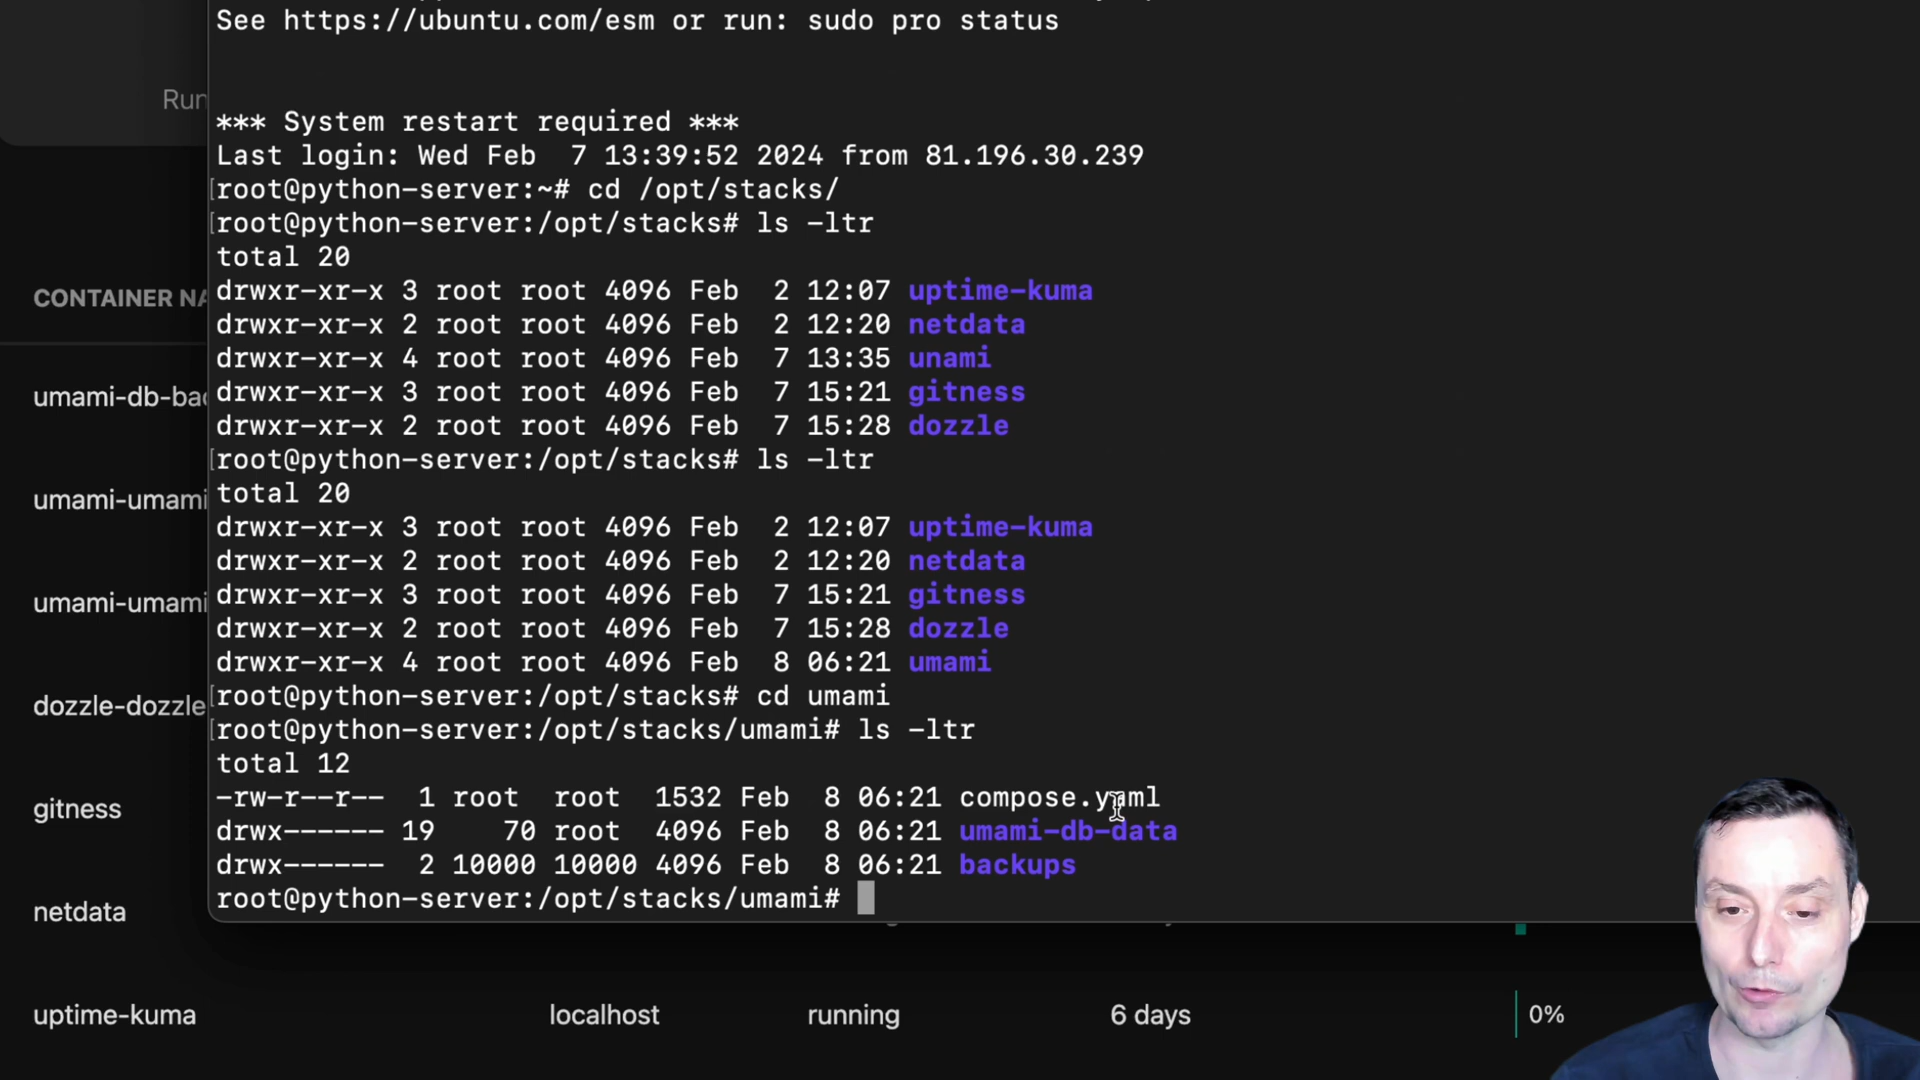 See https://ubuntu.com/esm or run: sudo pro status
Run
*** System restart required ***
Last login: Wed Feb  7 13:39:52 2024 from 81.196.30.239
[root@python-server:~# cd /opt/stacks/
[root@python-server:/opt/stacks# ls -ltr
total 20
drwxr-xr-x 3 root root 4096 Feb  2 12:07 uptime-kuma
CONTAINER NA
drwxr-xr-x 2 root root 4096 Feb  2 12:20 netdata
drwxr-xr-x 4 root root 4096 Feb  7 13:35 unami
drwxr-xr-x 3 root root 4096 Feb  7 15:21 gitness
umami-db-bac
drwxr-xr-x 2 root root 4096 Feb  7 15:28 dozzle
[root@python-server:/opt/stacks# ls -ltr
total 20
umami-umami
drwxr-xr-x 3 root root 4096 Feb  2 12:07 uptime-kuma
drwxr-xr-x 2 root root 4096 Feb  2 12:20 netdata
drwxr-xr-x 3 root root 4096 Feb  7 15:21 gitness
umami-umami
drwxr-xr-x 2 root root 4096 Feb  7 15:28 dozzle
drwxr-xr-x 4 root root 4096 Feb  8 06:21 umami
[root@python-server:/opt/stacks# cd umami
dozzle-dozzle
[root@python-server:/opt/stacks/umami# ls -ltr
total 12
-rw-r--r--  1 root  root  1532 Feb  8 06:21 compose.yaml
gitness
drwx------ 19    70 root  4096 Feb  8 06:21 umami-db-data
drwx------  2 10000 10000 4096 Feb  8 06:21 backups
root@python-server:/opt/stacks/umami#
netdata
uptime-kuma localhost running 6 days 0%